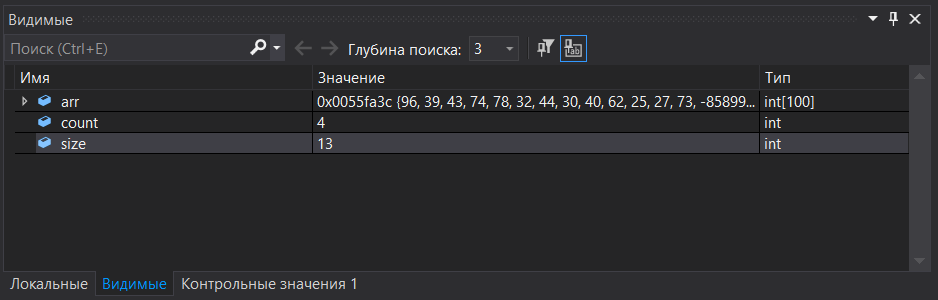 Видимые
Поиск (Ctrl+E) Глубина поиска: 3
Имя Значение Тип
arr 0x0055fa3c {96, 39, 43, 74, 78, 32, 44, 30, 40, 62, 25, 27, 73, -85899... int[100]
count 4 int
size 13 int
Локальные Видимые Контрольные значения 1